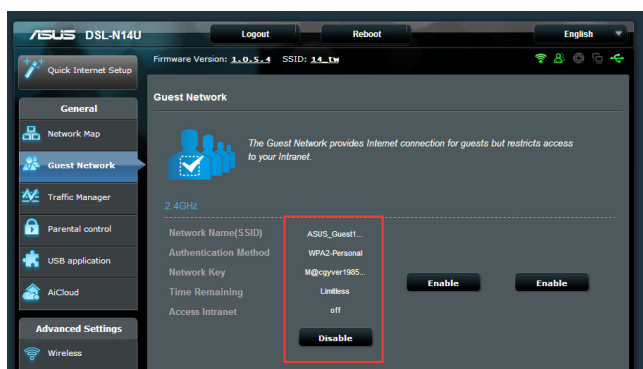 ASUS DSL-N14U Logout Reboot English
Quick Internet Setup
Firmware Version: 1.0.5.4 SSID: 14_tw
General
Network Map
Guest Network
Traffic Manager
Parental control
USB application
AiCloud
Advanced Settings
Wireless
Guest Network
The Guest Network provides Internet connection for guests but restricts access
to your Intranet.
2.4GHz
Network Name(SSID) ASUS_Guest1...
Authentication Method WPA2-Personal
Network Key M@cgyver1985...
Time Remaining Limitless
Access Intranet off
Disable
Enable Enable